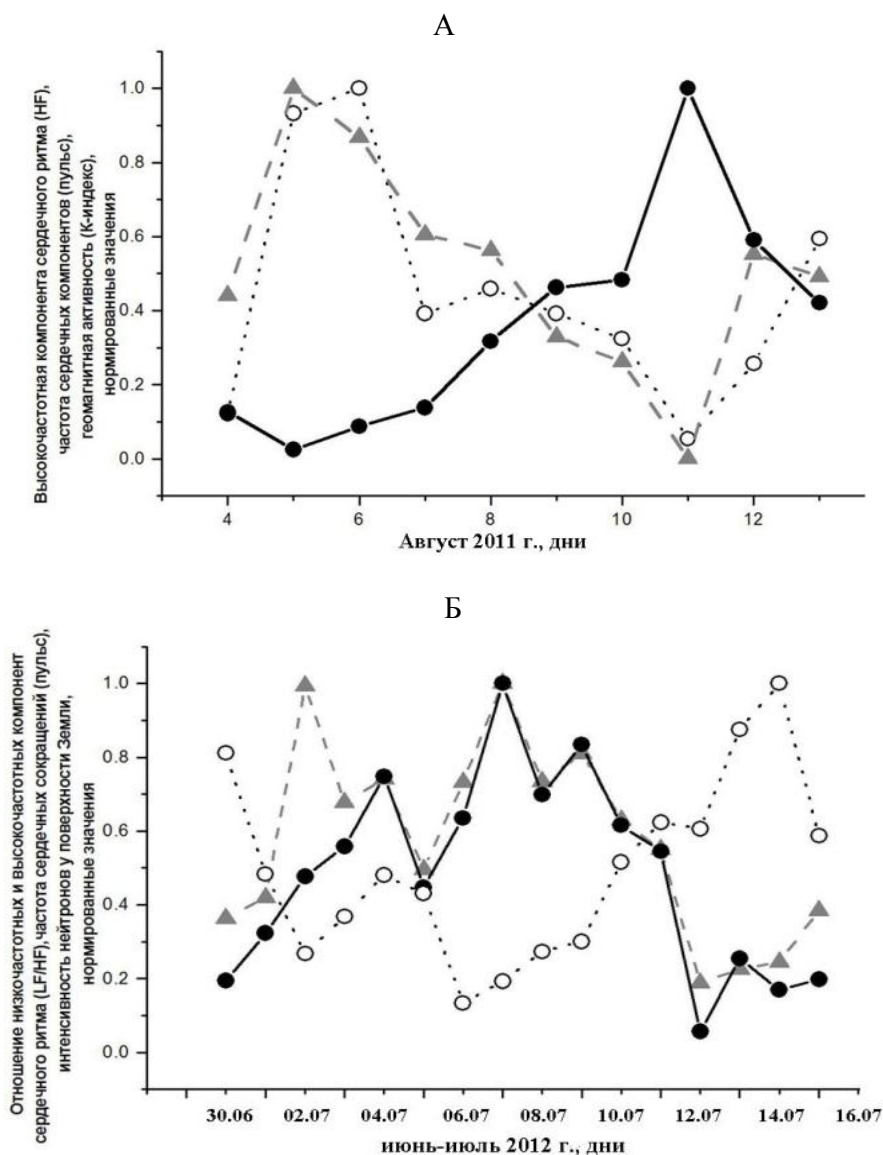 А
Высокочастотная компонента сердечного ритма (HF),
частота сердечных компонентов (пульс),
геомагнитная активность (К-индекс),
нормированные значения
1.0
0.8
0.6
0.4
0.2
0.0
4 6 8 10 12
Август 2011 г., дни
Б
Отношение низкочастотных и высокочастотных компонент
сердечного ритма (LF/HF), частота сердечных сокращений (пульс),
интенсивность нейтронов у поверхности Земли,
нормированные значения
1.0
0.8
0.6
0.4
0.2
0.0
30.06 02.07 04.07 06.07 08.07 10.07 12.07 14.07 16.07
июнь-июль 2012 г., дни